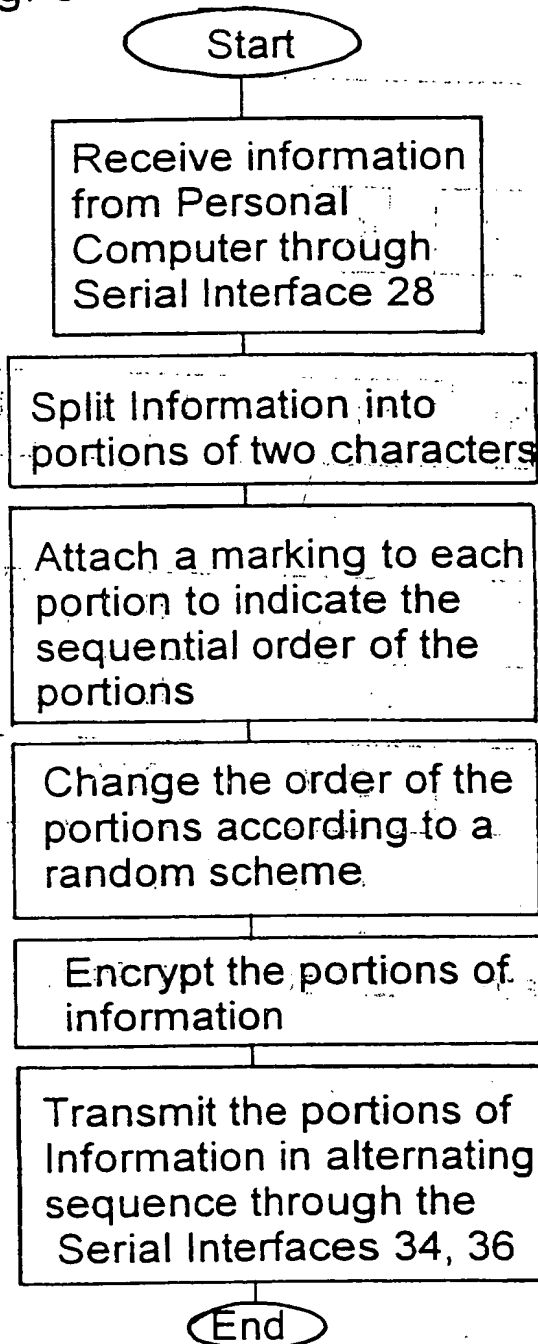 Start
Receive information
from Personal
Computer through
Serial Interface 28
Split Information into
portions of two characters
Attach a marking to each
portion to indicate the
sequential order of the
portions
Change the order of the
portions according to a
random scheme
Encrypt the portions of
information
Transmit the portions of
Information in alternating
sequence through the
Serial Interfaces 34, 36
End